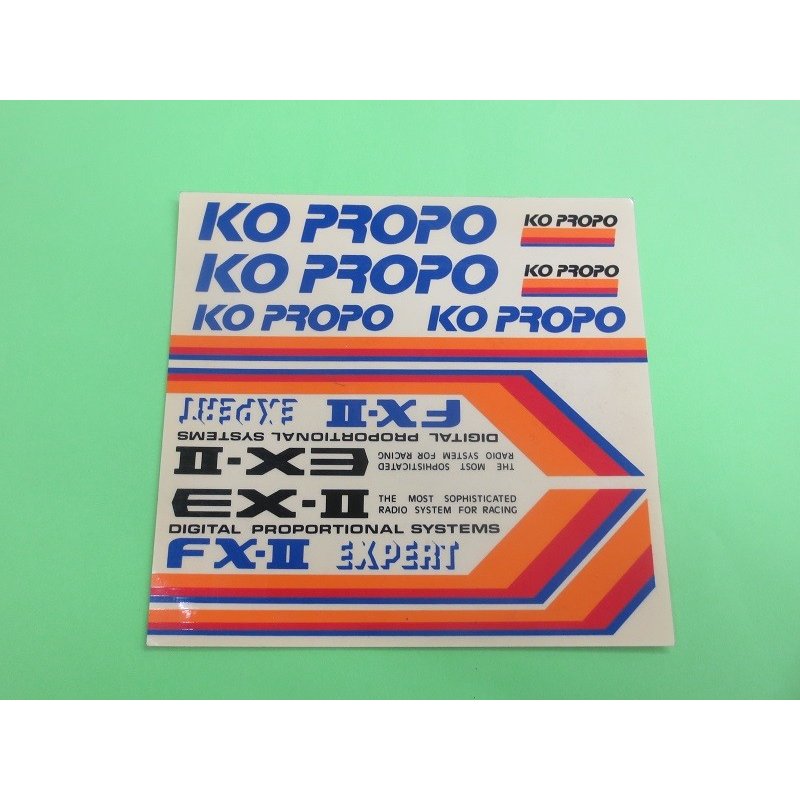 KO PROPO
KO PROPO
KO PROPO
KO PROPO
KO PROPO
KO PROPO
FX-II EXPERT
DIGITAL PROPORTIONAL SYSTEMS
EX-II
THE MOST SOPHISTICATED
RADIO SYSTEM FOR RACING
EX-II
THE MOST SOPHISTICATED
RADIO SYSTEM FOR RACING
DIGITAL PROPORTIONAL SYSTEMS
FX-II EXPERT